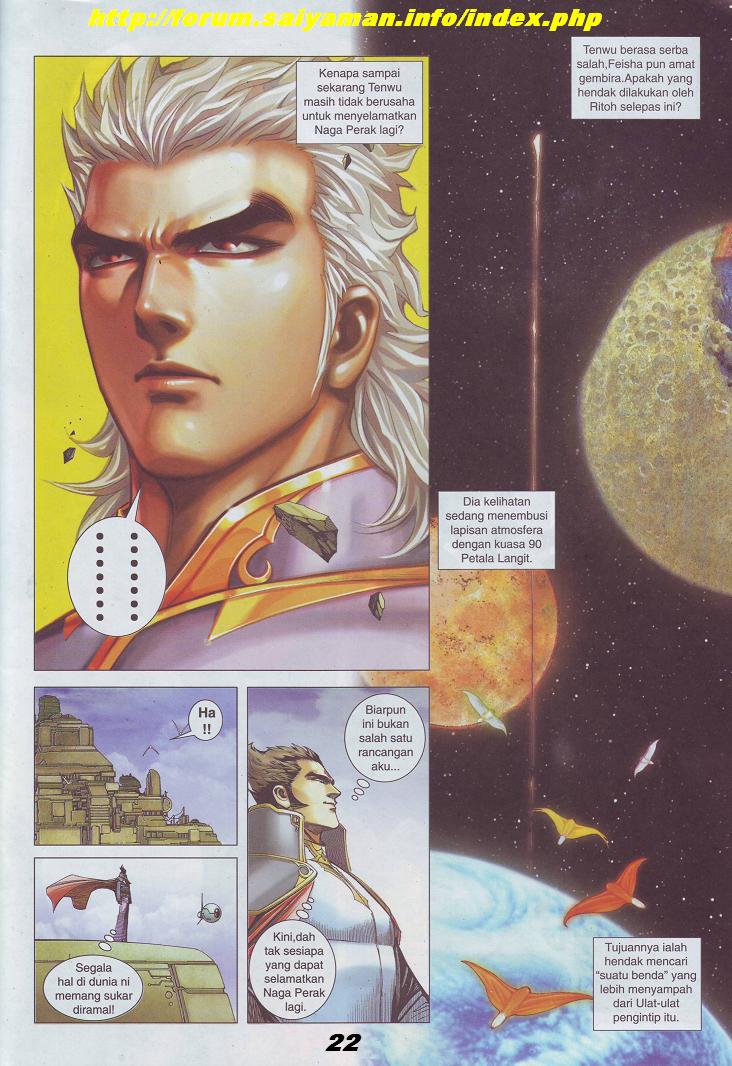 http://forum.saiyaman.info/index.php
Kenapa sampai
sekarang Tenwu
masih tidak berusaha
untuk menyelamatkan
Naga Perak lagi?
Tenwu berasa serba
salah,Feisha pun amat
gembira.Apakah yang
hendak dilakukan oleh
Ritoh selepas ini?
Dia kelihatan
sedang menembusi
lapisan atmosfera
dengan kuasa 90
Petala Langit.
Ha
!!
Biarpun
ini bukan
salah satu
rancangan
aku...
Segala
hal di dunia ni
memang sukar
diramal!
Kini,dah
tak sesiapa
yang dapat
selamatkan
Naga Perak
lagi.
Tujuannya ialah
hendak mencari
“suatu benda” yang
lebih menyampah
dari Ulat-ulat
pengintip itu.
22